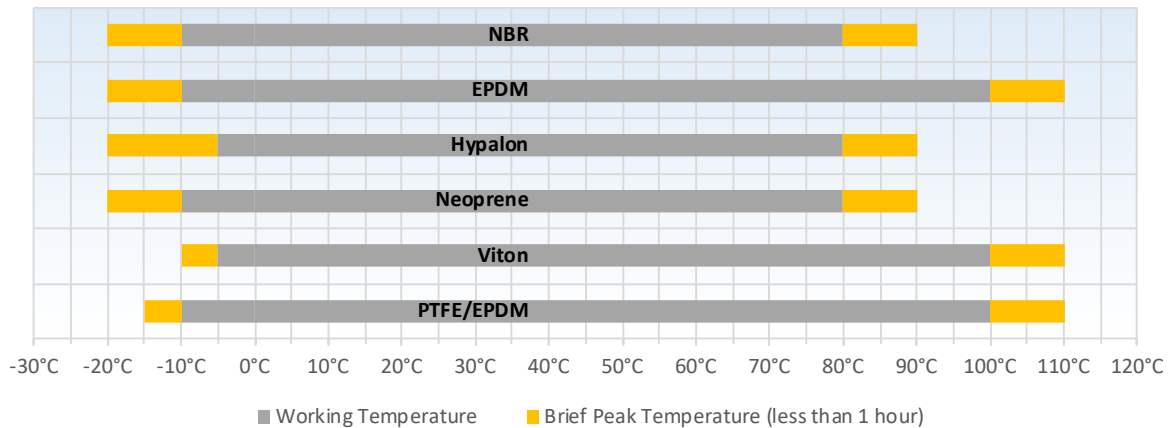 NBR
EPDM
Hypalon
Neoprene
Viton
PTFE/EPDM
-30°C -20°C -10°C 0°C 10°C 20°C 30°C 40°C 50°C 60°C 70°C 80°C 90°C 100°C 110°C 120°C
Working Temperature Brief Peak Temperature (less than 1 hour)